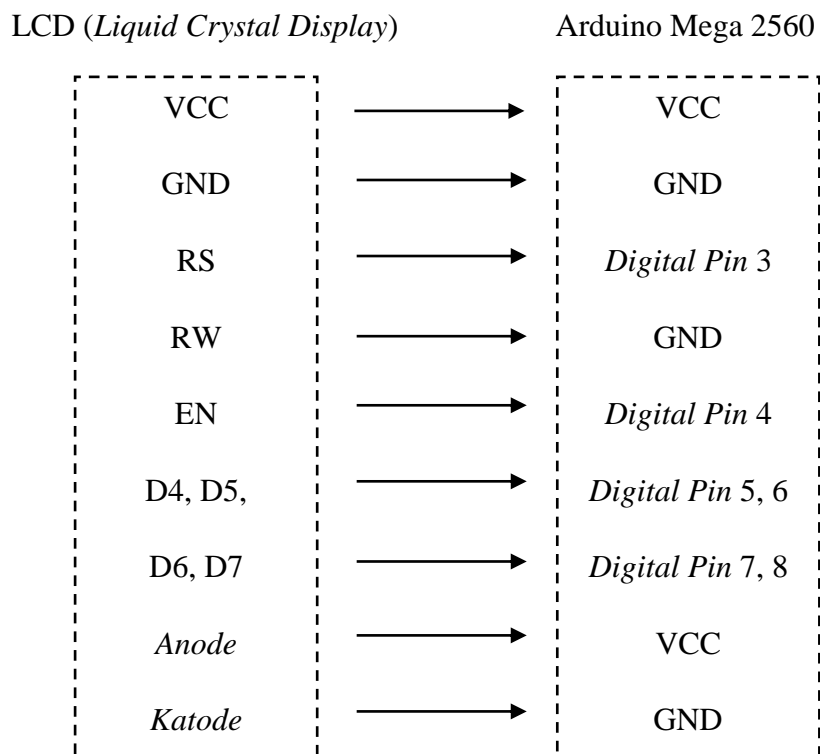 LCD (Liquid Crystal Display) Arduino Mega 2560
VCC VCC
GND GND
RS Digital Pin 3
RW GND
EN Digital Pin 4
D4, D5, Digital Pin 5, 6
D6, D7 Digital Pin 7, 8
Anode VCC
Katode GND